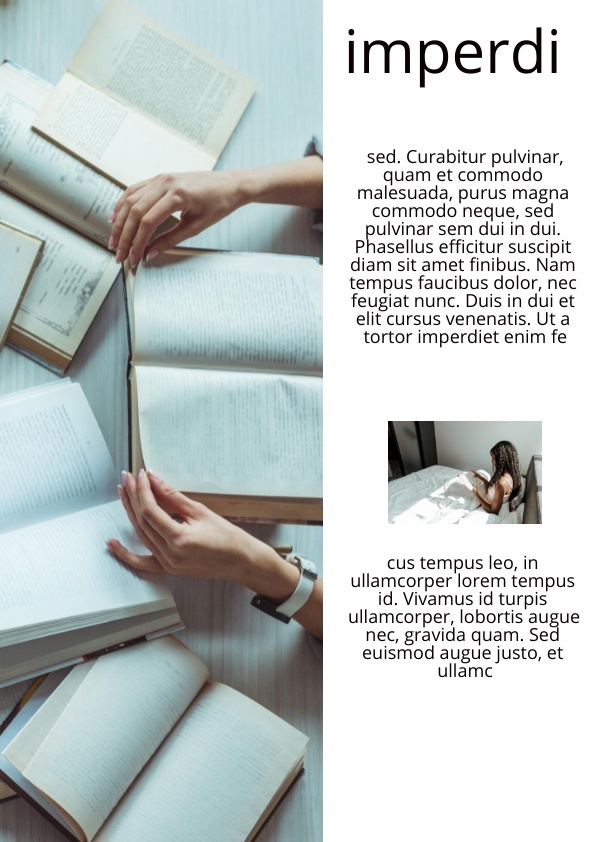 imperdi
sed. Curabitur pulvinar,
quam et commodo
malesuada, purus magna
commodo neque, sed
pulvinar sem dui in dui.
Phasellus efficitur suscipit
diam sit amet finibus. Nam
tempus faucibus dolor, nec
feugiat nunc. Duis in dui et
elit cursus venenatis. Ut a
tortor imperdiet enim fe
cus tempus leo, in
ullamcorper lorem tempus
id. Vivamus id turpis
ullamcorper, lobortis augue
nec, gravida quam. Sed
euismod augue justo, et
ullamc